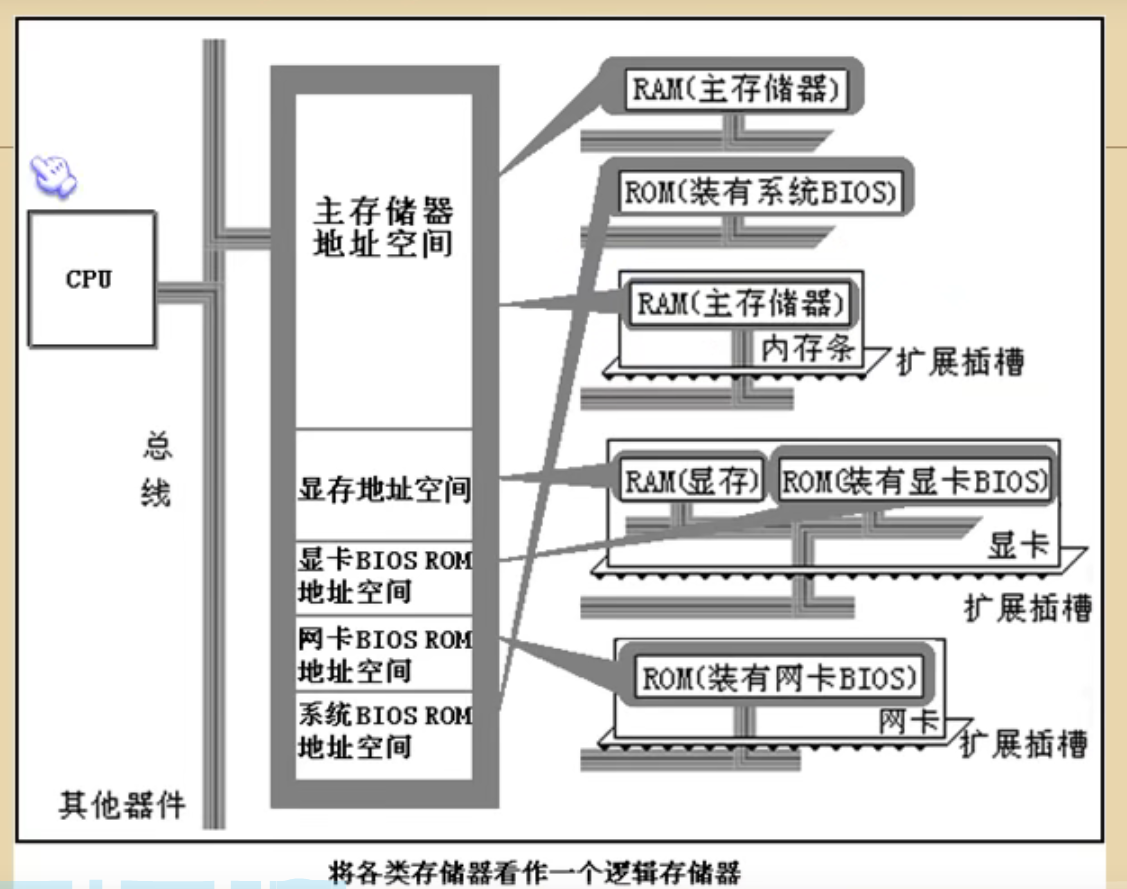 RAM(主存储器)
ROM(装有系统BIOS)
主存储器
地址空间
CPU
RAM(主存储器)
内存条
扩展插槽
总
线
显存地址空间
RAM(显存)
ROM(装有显卡BIOS)
显卡
显卡BIOS ROM
地址空间
扩展插槽
网卡BIOS ROM
地址空间
ROM(装有网卡BIOS)
网卡
扩展插槽
系统BIOS ROM
地址空间
其他器件
将各类存储器看作一个逻辑存储器